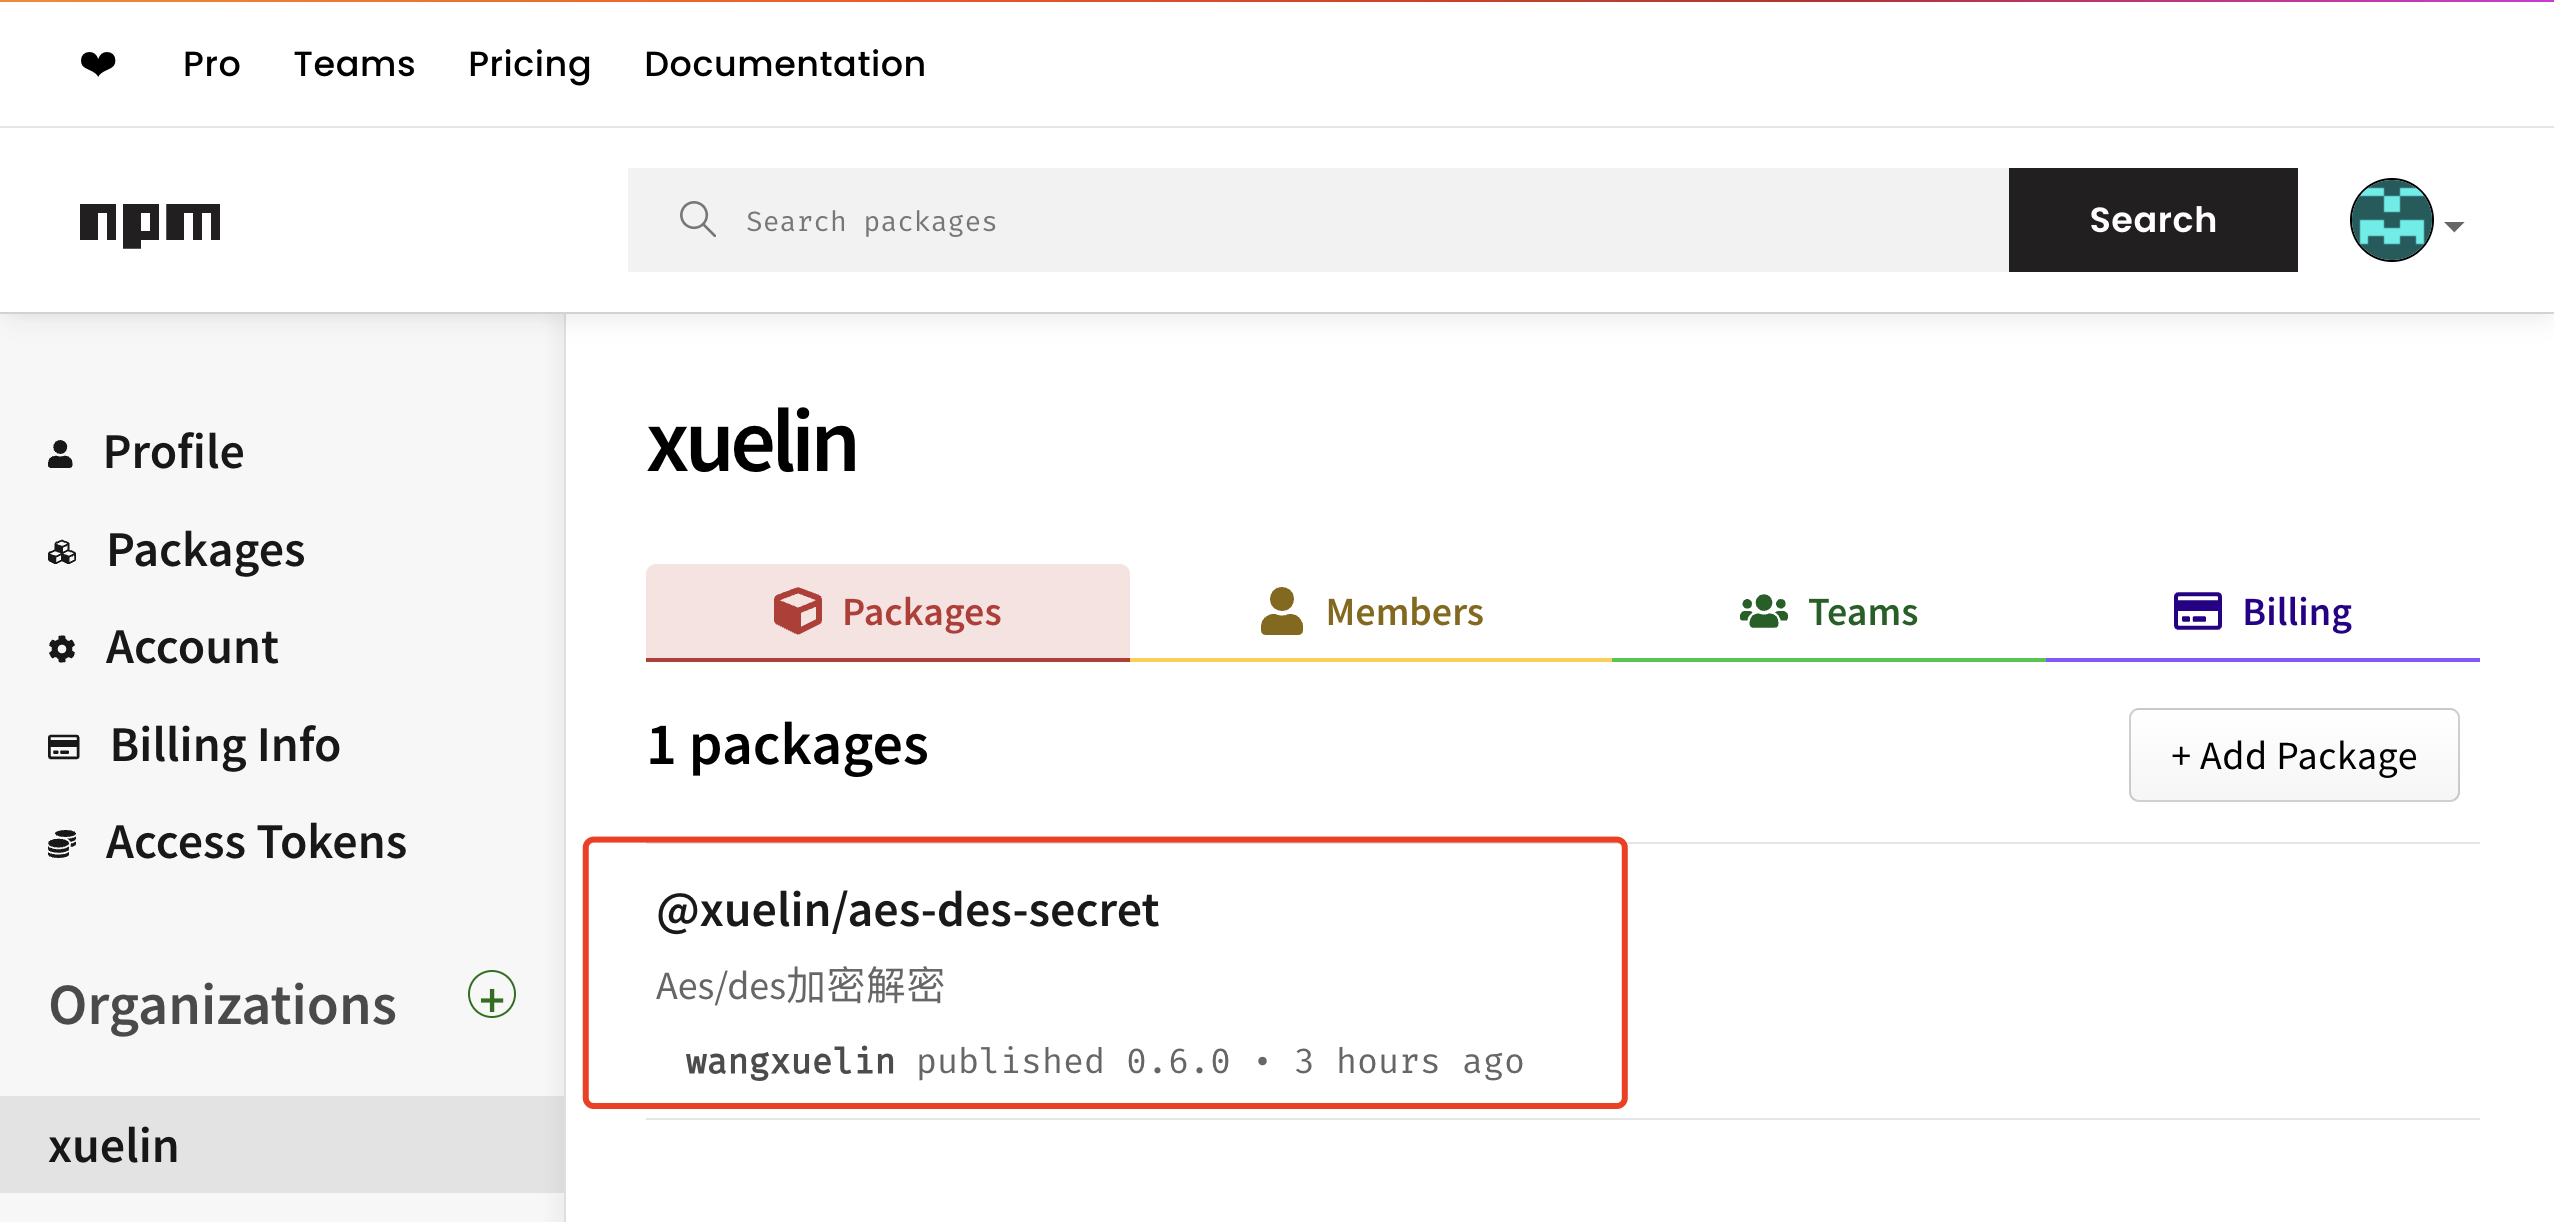 ❤ Pro Teams Pricing Documentation
npm Search packages Search
Profile
Packages
Account
Billing Info
Access Tokens
Organizations +
xuelin
xuelin
Packages Members Teams Billing
1 packages + Add Package
@xuelin/aes-des-secret
Aes/des加密解密
wangxuelin published 0.6.0 • 3 hours ago